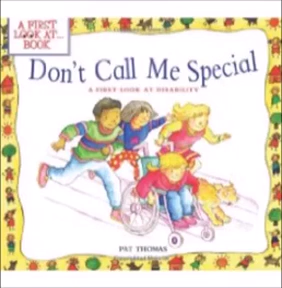 A FIRST
LOOK AT...
BOOK
Don't Call Me Special
A FIRST LOOK AT DISABILITY
PAT THOMAS